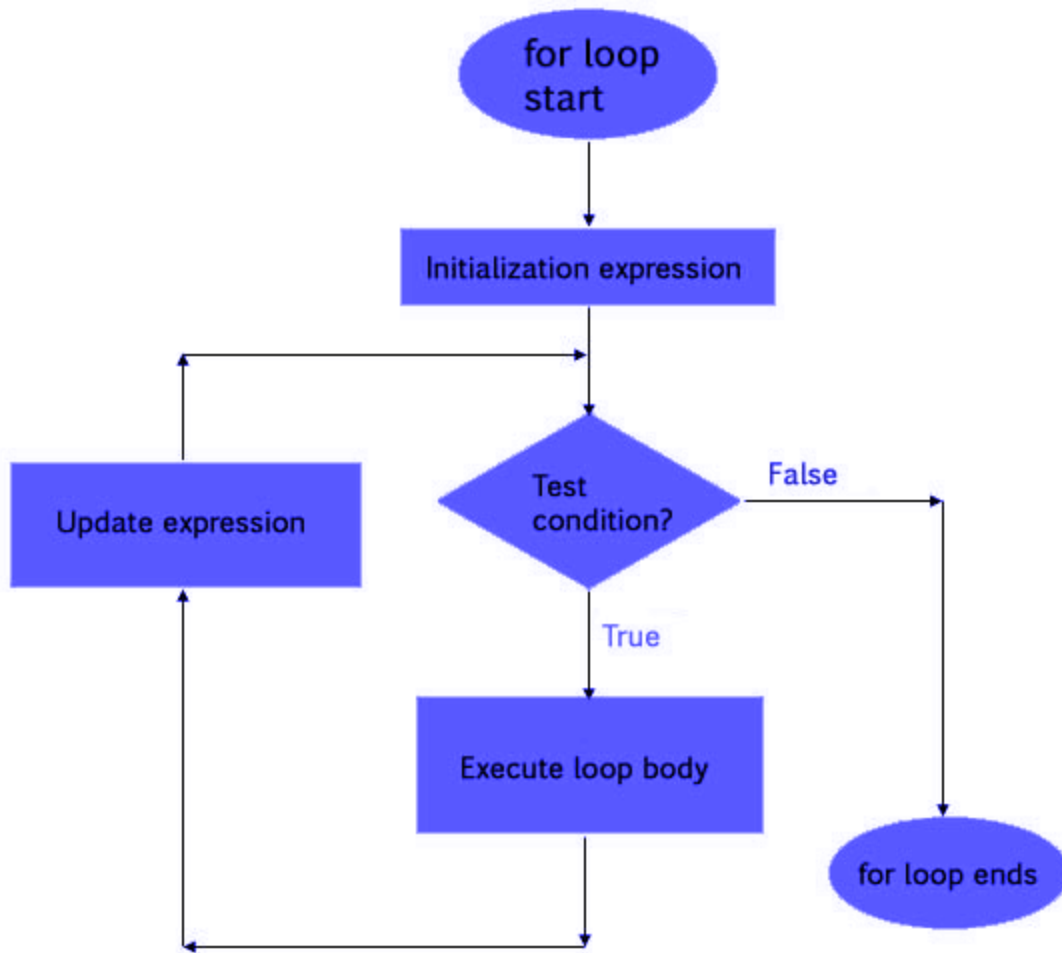 for loop
start
Initialization expression
Update expression
Test
condition?
False
True
Execute loop body
for loop ends